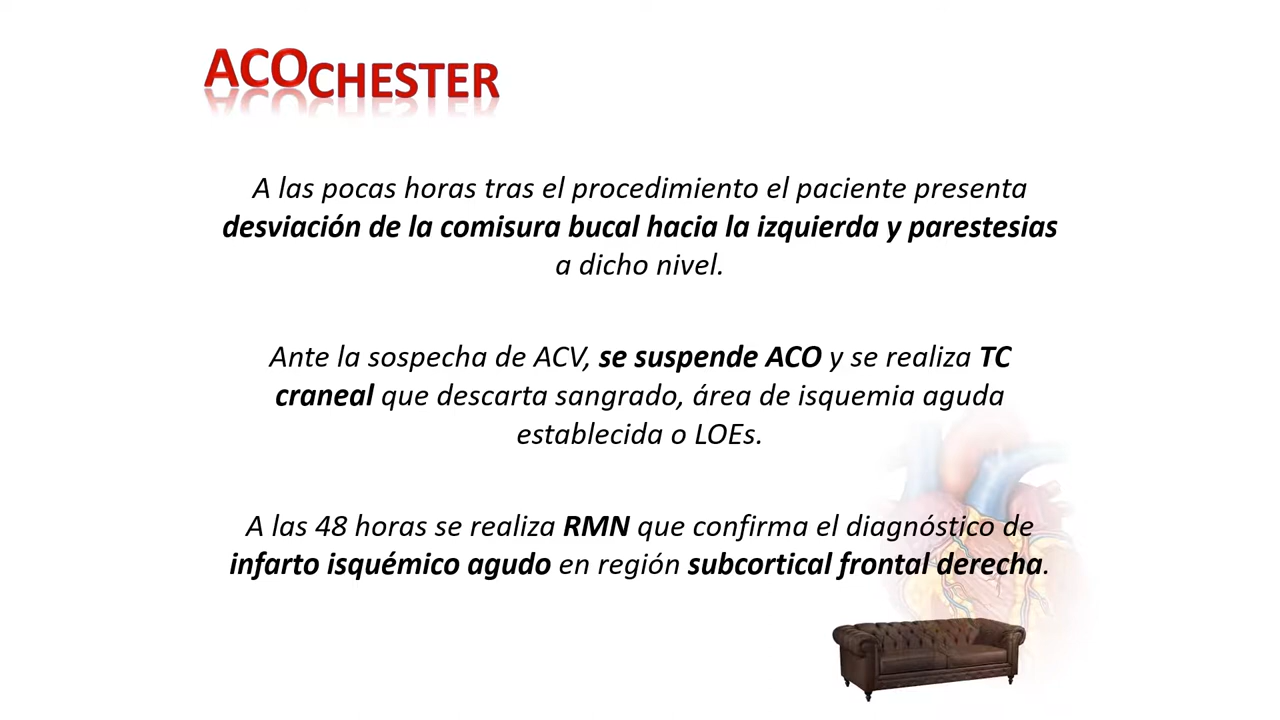 ACOCHESTER
A las pocas horas tras el procedimiento el paciente presenta
desviación de la comisura bucal hacia la izquierda y parestesias
a dicho nivel.
Ante la sospecha de ACV, se suspende ACO y se realiza TC
craneal que descarta sangrado, área de isquemia aguda
establecida o LOEs.
A las 48 horas se realiza RMN que confirma el diagnóstico de
infarto isquémico agudo en región subcortical frontal derecha.